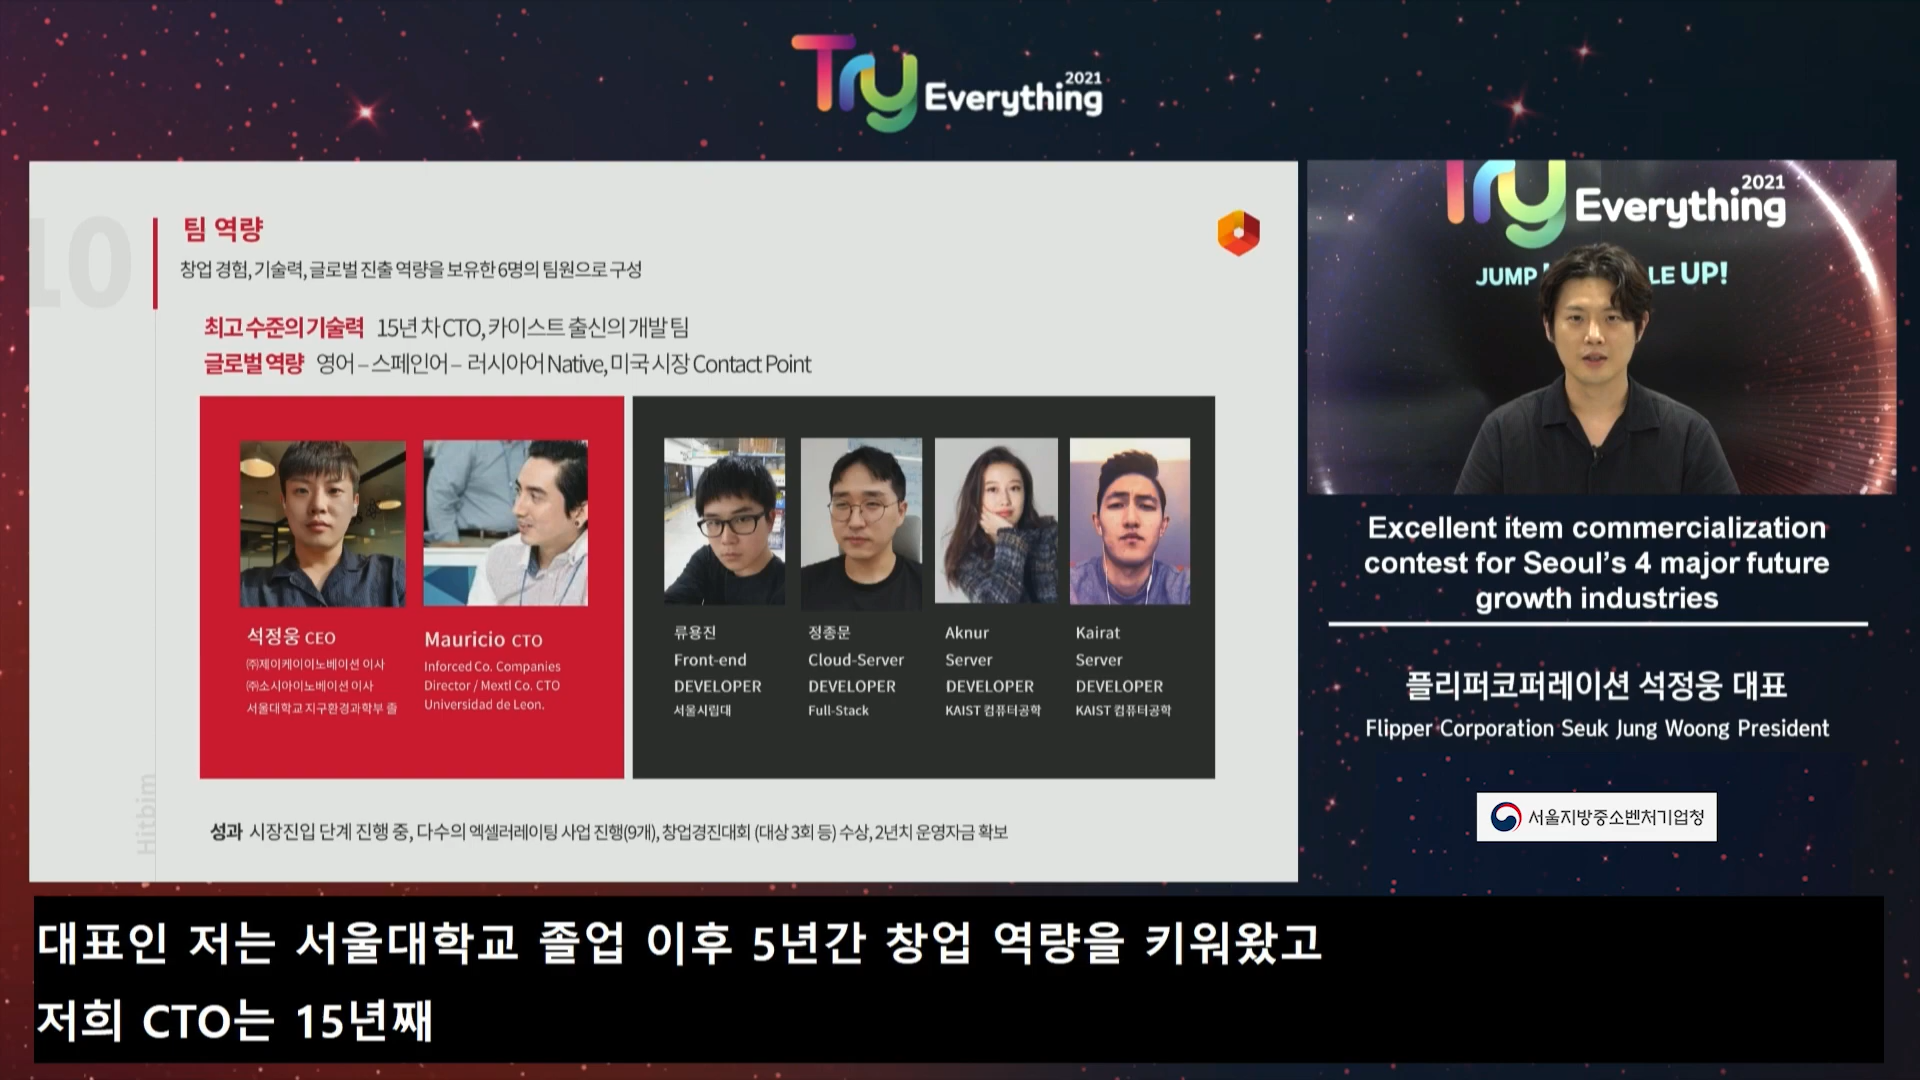 Try Everything 2021
10
팀 역량
창업 경험, 기술력, 글로벌 진출 역량을 보유한 6명의 팀원으로 구성
최고 수준의 기술력 15년 차 CTO, 카이스트 출신의 개발 팀
글로벌 역량 영어 – 스페인어 – 러시아어 Native, 미국 시장 Contact Point
석정웅 CEO
㈜제이케이이노베이션 이사
㈜소시아이노베이션 이사
서울대학교 지구환경과학부 졸
Mauricio CTO
Inforced Co. Companies
Director / Mextl Co. CTO
Universidad de Leon.
류용진
Front-end
DEVELOPER
서울시립대
정종문
Cloud-Server
DEVELOPER
Full-Stack
Aknur
Server
DEVELOPER
KAIST 컴퓨터공학
Kairat
Server
DEVELOPER
KAIST 컴퓨터공학
성과 시장진입 단계 진행 중, 다수의 엑셀러레이팅 사업 진행(9개), 창업경진대회 (대상 3회 등) 수상, 2년치 운영자금 확보
Hitbim
Try Everything 2021
JUMP LE UP!
Excellent item commercialization
contest for Seoul’s 4 major future
growth industries
플리퍼코퍼레이션 석정웅 대표
Flipper Corporation Seuk Jung Woong President
서울지방중소벤처기업청
대표인 저는 서울대학교 졸업 이후 5년간 창업 역량을 키워왔고
저희 CTO는 15년째